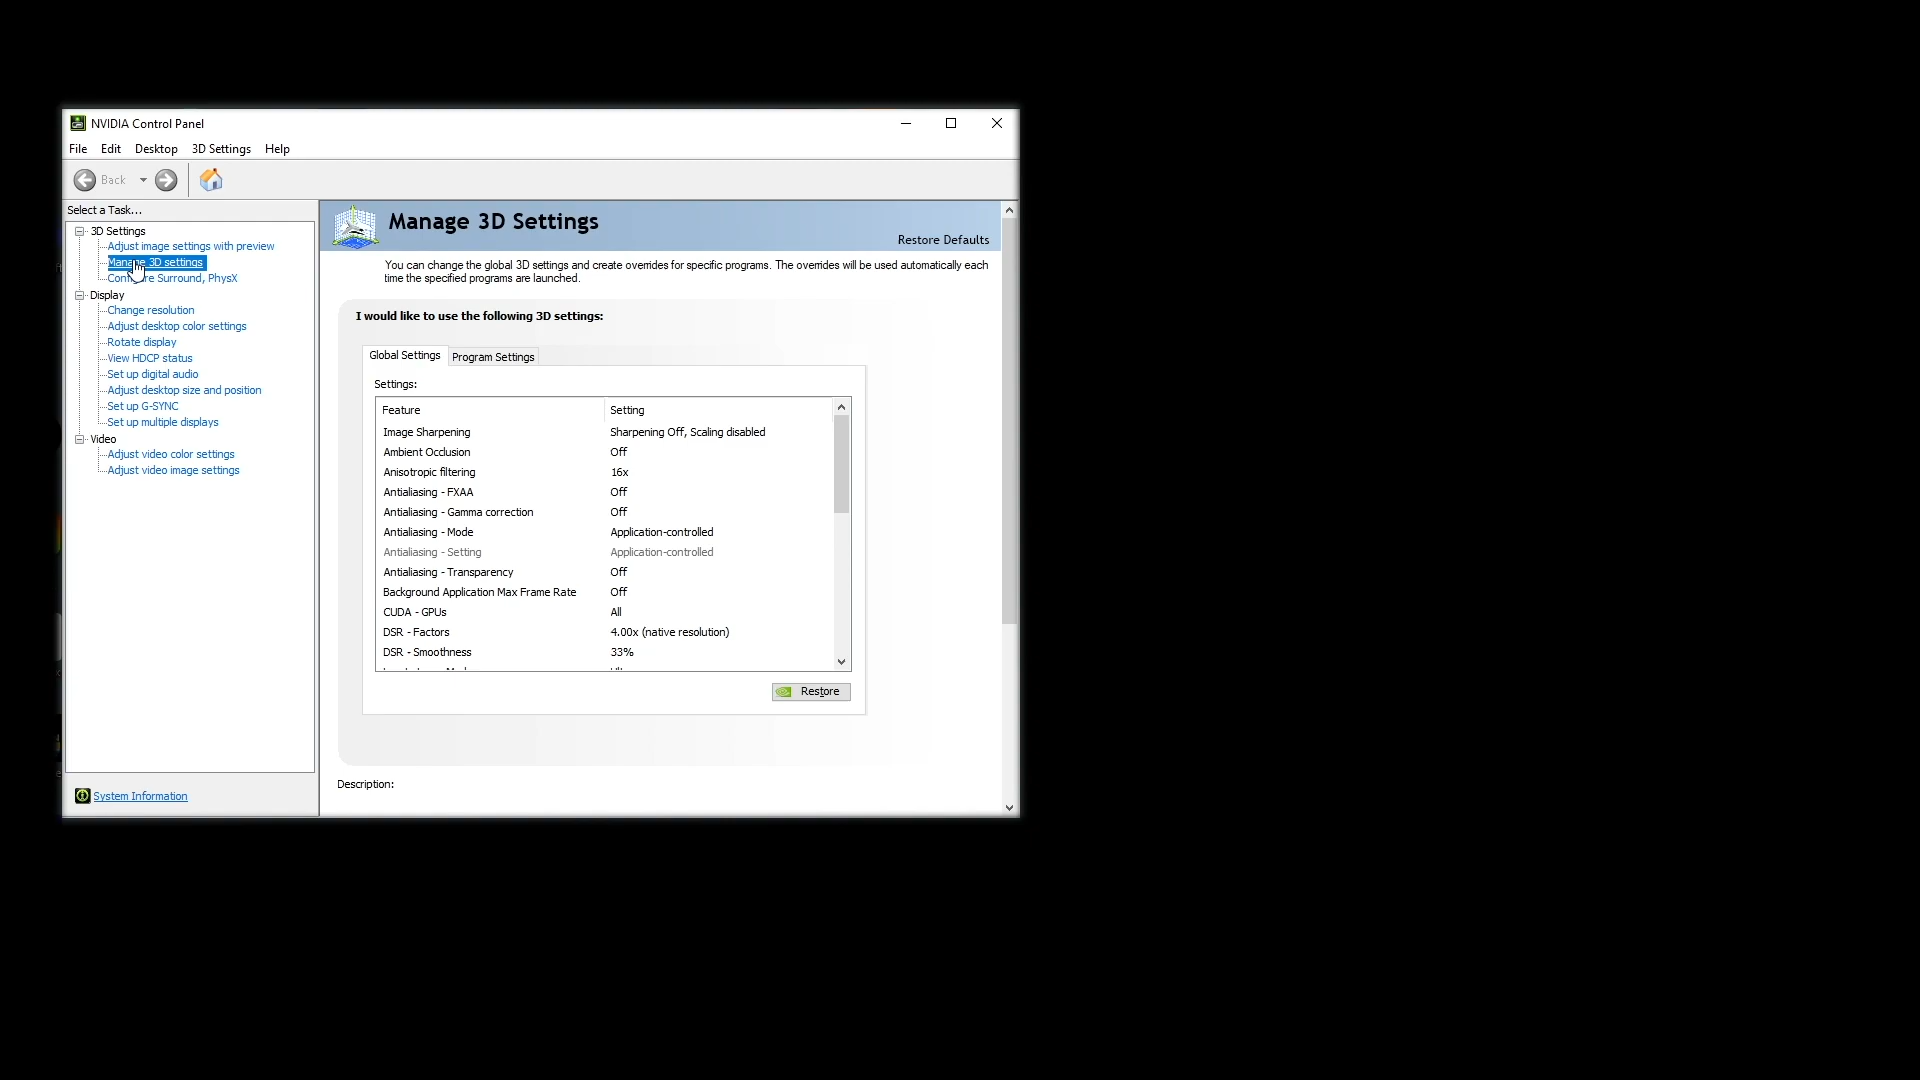 NVIDIA Control Panel
File Edit Desktop 3D Settings Help
Back
Select a Task...
3D Settings
Adjust image settings with preview
Manage 3D settings
Surround, PhysX
Display
Change resolution
Adjust desktop color settings
Rotate display
View HDCP status
Set up digital audio
Adjust desktop size and position
Set up G-SYNC
Set up multiple displays
Video
Adjust video color settings
Adjust video image settings
System Information
Manage 3D Settings
Restore Defaults
You can change the global 3D settings and create overrides for specific programs. The overrides will be used automatically each
time the specified programs are launched.
I would like to use the following 3D settings:
Global Settings Program Settings
Settings:
Feature Setting
Image Sharpening Sharpening Off, Scaling disabled
Ambient Occlusion Off
Anisotropic filtering 16x
Antialiasing - FXAA Off
Antialiasing - Gamma correction Off
Antialiasing - Mode Application-controlled
Antialiasing - Setting Application-controlled
Antialiasing - Transparency Off
Background Application Max Frame Rate Off
CUDA - GPUs All
DSR - Factors 4.00x (native resolution)
DSR - Smoothness 33%
Restore
Description: